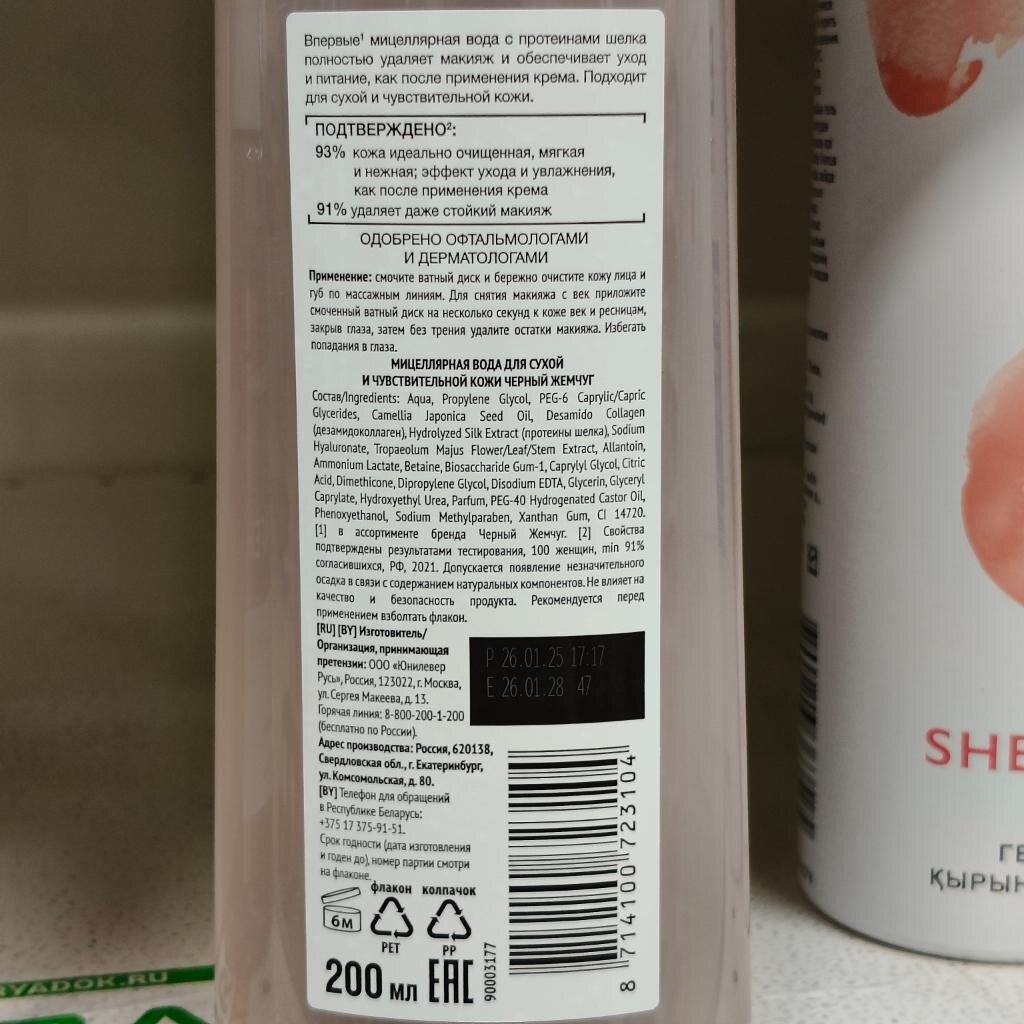 Впервые¹ мицеллярная вода с протеинами шелка
полностью удаляет макияж и обеспечивает уход
и питание, как после применения крема. Подходит
для сухой и чувствительной кожи.
ПОДТВЕРЖДЕНО²:
93% кожа идеально очищенная, мягкая
и нежная; эффект ухода и увлажнения,
как после применения крема
91% удаляет даже стойкий макияж
ОДОБРЕНО ОФТАЛЬМОЛОГАМИ
И ДЕРМАТОЛОГАМИ
Применение: смочите ватный диск и бережно очистите кожу лица и
губ по массажным линиям. Для снятия макияжа с век приложите
смоченный ватный диск на несколько секунд к коже век и ресницам,
закрыв глаза, затем без трения удалите остатки макияжа. Избегать
попадания в глаза.
МИЦЕЛЛЯРНАЯ ВОДА ДЛЯ СУХОЙ
И ЧУВСТВИТЕЛЬНОЙ КОЖИ ЧЕРНЫЙ ЖЕМЧУГ
Состав/Ingredients: Aqua, Propylene Glycol, PEG-6 Caprylic/Capric
Glycerides, Camellia Japonica Seed Oil, Desamido Collagen
(дезамидоколлаген), Hydrolyzed Silk Extract (протеины шелка), Sodium
Hyaluronate, Tropaeolum Majus Flower/Leaf/Stem Extract, Allantoin,
Ammonium Lactate, Betaine, Biosaccharide Gum-1, Caprylyl Glycol, Citric
Acid, Dimethicone, Dipropylene Glycol, Disodium EDTA, Glycerin, Glyceryl
Caprylate, Hydroxyethyl Urea, Parfum, PEG-40 Hydrogenated Castor Oil,
Phenoxyethanol, Sodium Methylparaben, Xanthan Gum, CI 14720.
[1] в ассортименте бренда Черный Жемчуг. [2] Свойства
подтверждены результатами тестирования, 100 женщин, min 91%
согласившихся, РФ, 2021. Допускается появление незначительного
осадка в связи с содержанием натуральных компонентов. Не влияет на
качество и безопасность продукта. Рекомендуется перед
применением взболтать флакон.
[RU] [BY] Изготовитель/
Организация, принимающая
претензии: ООО «Юнилевер
Русь», Россия, 123022, г. Москва,
ул. Сергея Макеева, д. 13.
Горячая линия: 8-800-200-1-200
(бесплатно по России).
Адрес производства: Россия, 620138,
Свердловская обл., г. Екатеринбург,
ул. Комсомольская, д. 80.
[BY] Телефон для обращений
в Республике Беларусь:
+375 17 375-91-51.
Срок годности (дата изготовления
и годен до), номер партии смотри
на флаконе.
P 26.01.25 17:17
E 26.01.28 47
флакон колпачок
6м
PET PP
200 мл EAC
90003177
8 714100 723104
SHE
ГЕ
ҚЫРЫН
RYADOK.RU